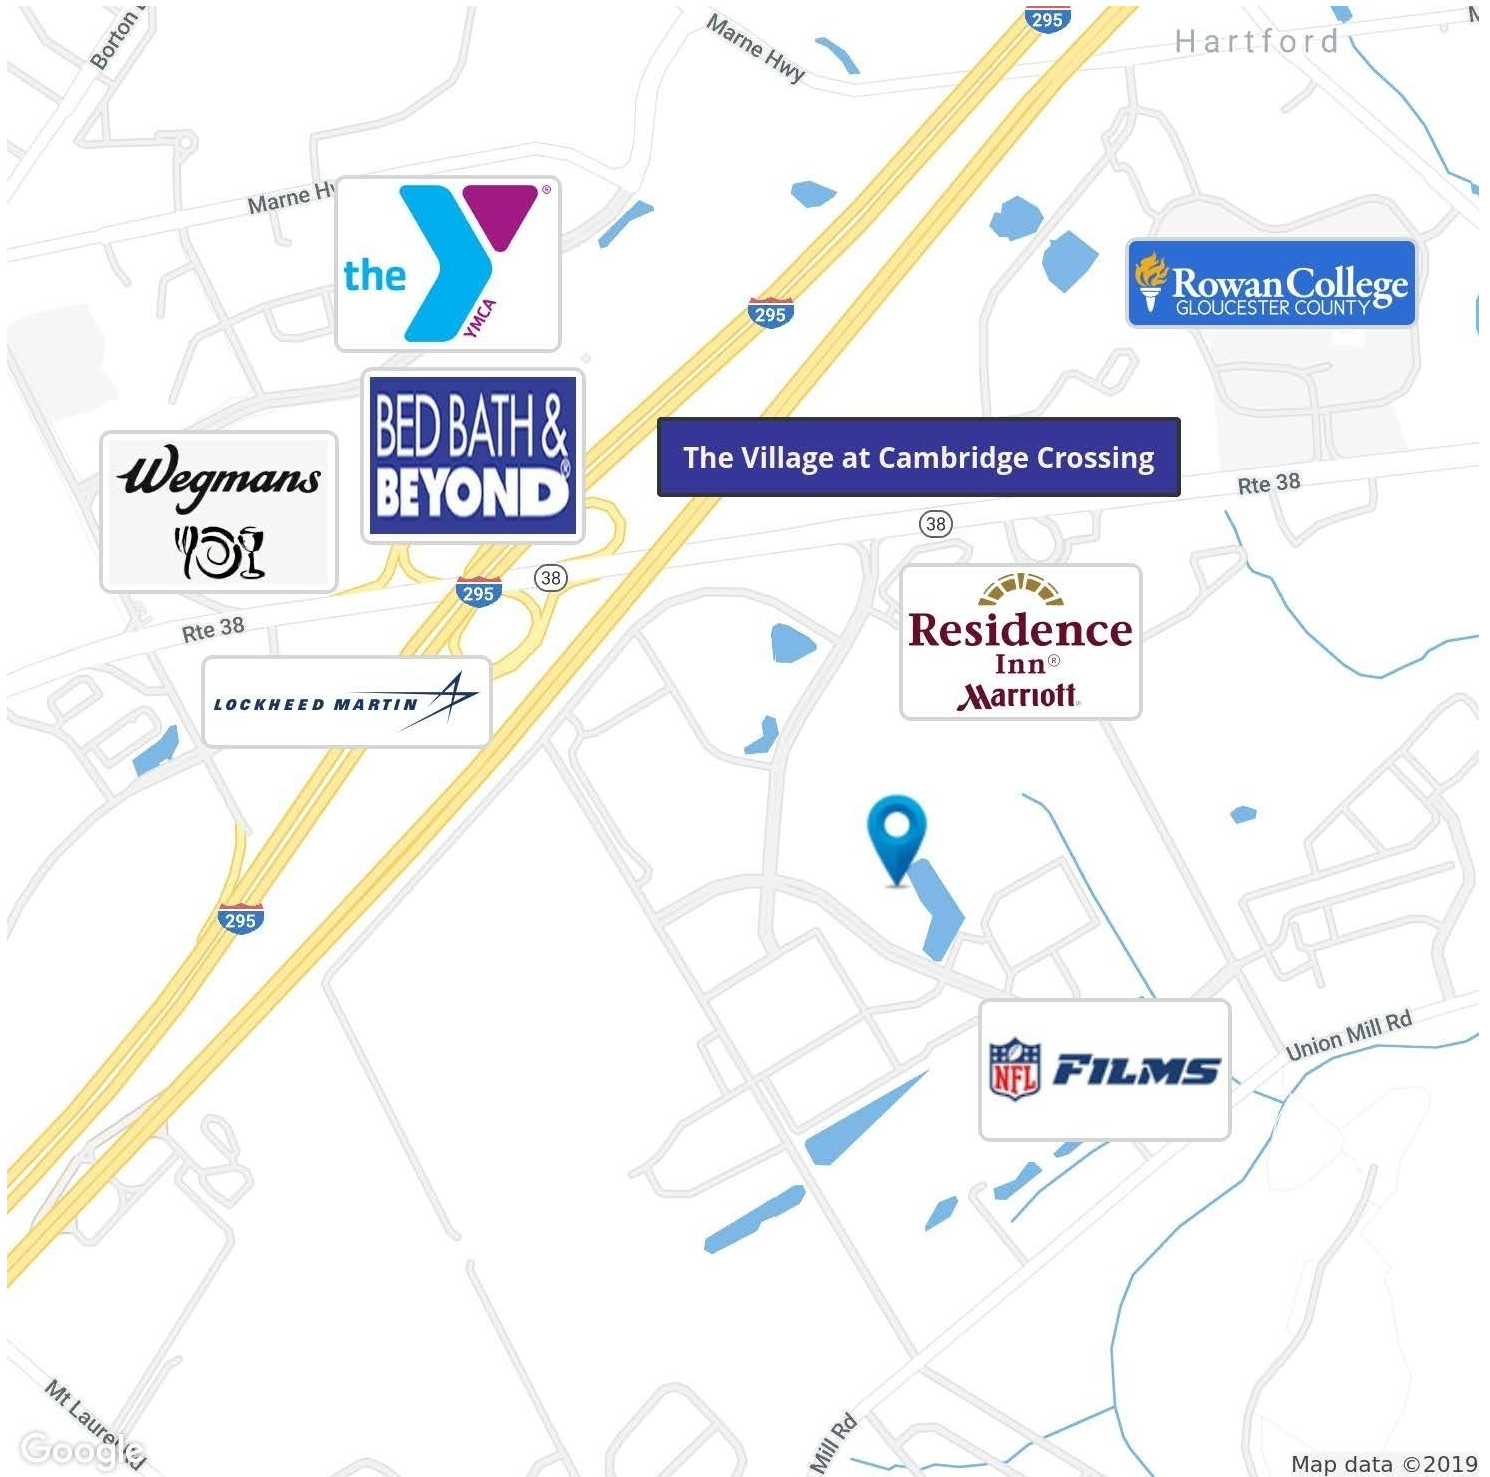 Borton
295
Marne Hwy
Hartford
Marne Hw
the
YMCA
®
295
Rowan College
GLOUCESTER COUNTY
BED BATH &
BEYOND®
The Village at Cambridge Crossing
Wegmans
Rte 38
38
38
295
Rte 38
Residence
Inn®
Marriott
LOCKHEED MARTIN
295
NFL
FILMS
Union Mill Rd
Mt Laurel Rd
Google
Mill Rd
Map data ©2019